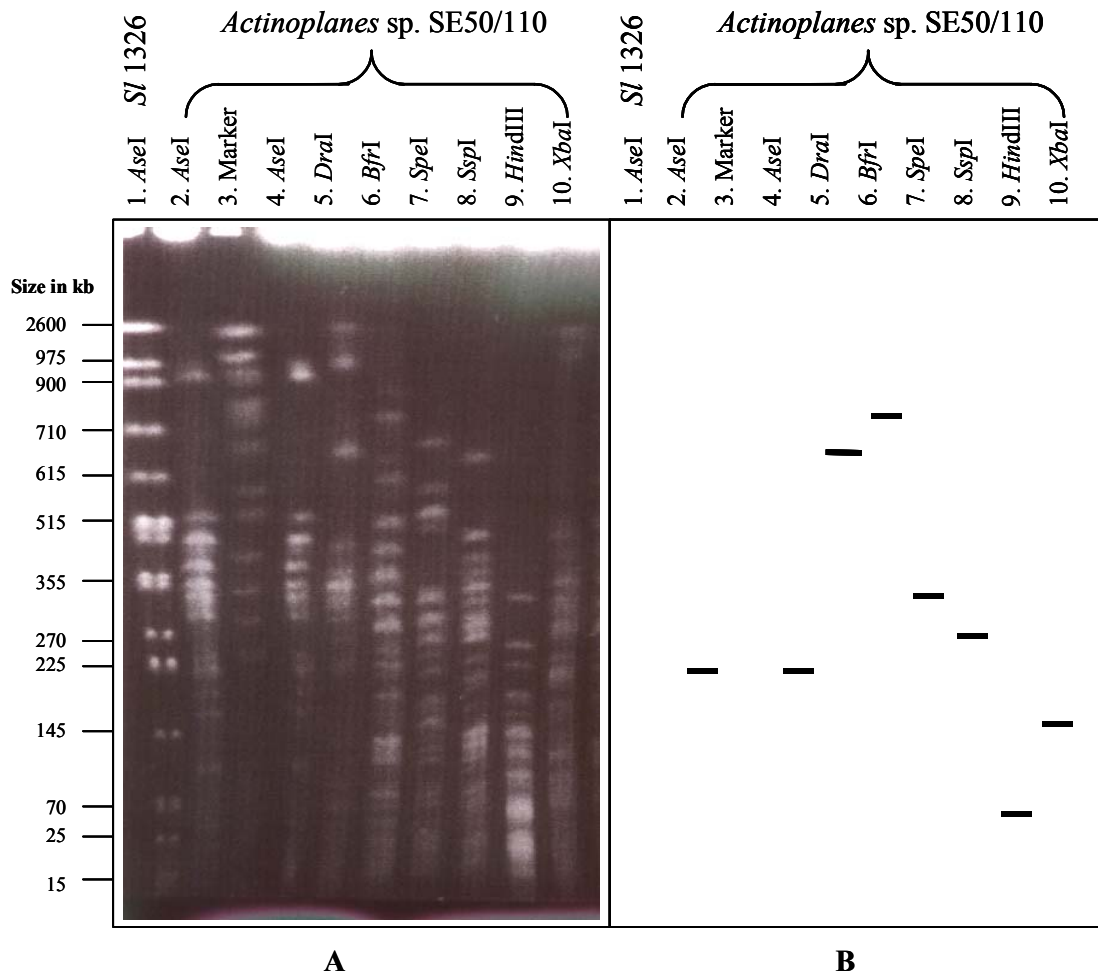 Sl 1326
Actinoplanes sp. SE50/110
1. AseI
2. AseI
3. Marker
4. AseI
5. DraI
6. BfrI
7. SpeI
8. SspI
9. HindIII
10. XbaI
Sl 1326
Actinoplanes sp. SE50/110
1. AseI
2. AseI
3. Marker
4. AseI
5. DraI
6. BfrI
7. SpeI
8. SspI
9. HindIII
10. XbaI
Size in kb
2600
975
900
710
615
515
355
270
225
145
70
25
15
A
B